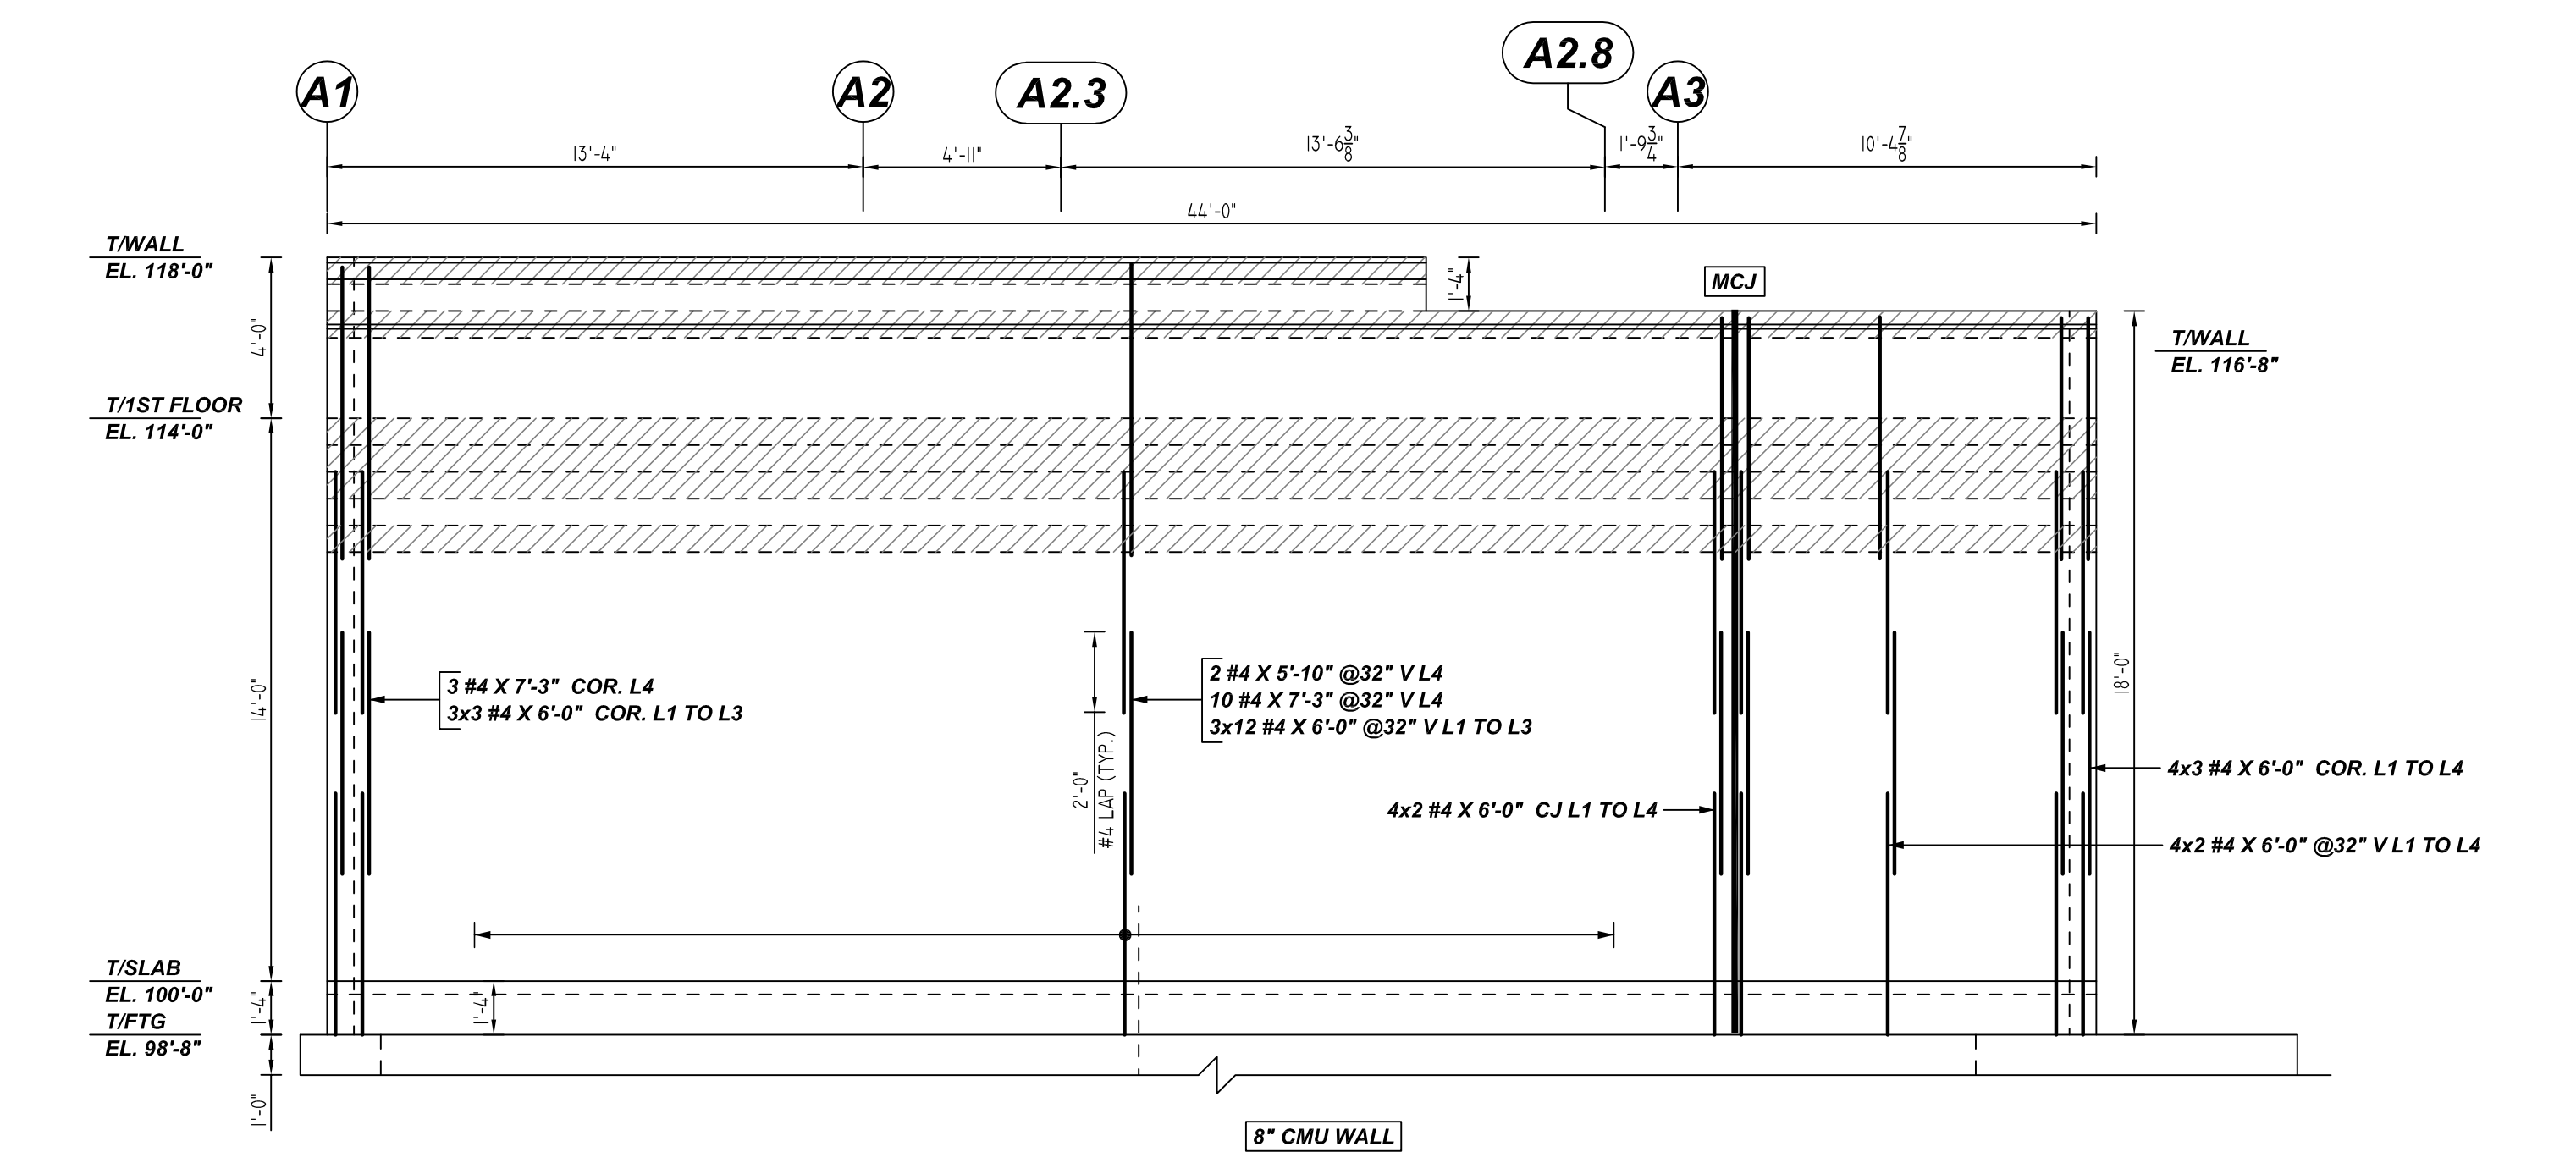 A1
A2
A2.3
A2.8
A3
13'-4"
4'-11"
13'-6 3/8"
1'-9 3/4"
10'-4 7/8"
44'-0"
T/WALL
EL. 118'-0"
4'-0"
1'-4"
MCJ
T/WALL
EL. 116'-8"
T/1ST FLOOR
EL. 114'-0"
14'-0"
3 #4 X 7'-3" COR. L4
3x3 #4 X 6'-0" COR. L1 TO L3
2'-0"
#4 LAP (TYP.)
2 #4 X 5'-10" @32" V L4
10 #4 X 7'-3" @32" V L4
3x12 #4 X 6'-0" @32" V L1 TO L3
18'-0"
4x3 #4 X 6'-0" COR. L1 TO L4
4x2 #4 X 6'-0" CJ L1 TO L4
4x2 #4 X 6'-0" @32" V L1 TO L4
T/SLAB
EL. 100'-0"
1'-4"
1'-4"
T/FTG
EL. 98'-8"
1'-0"
8" CMU WALL